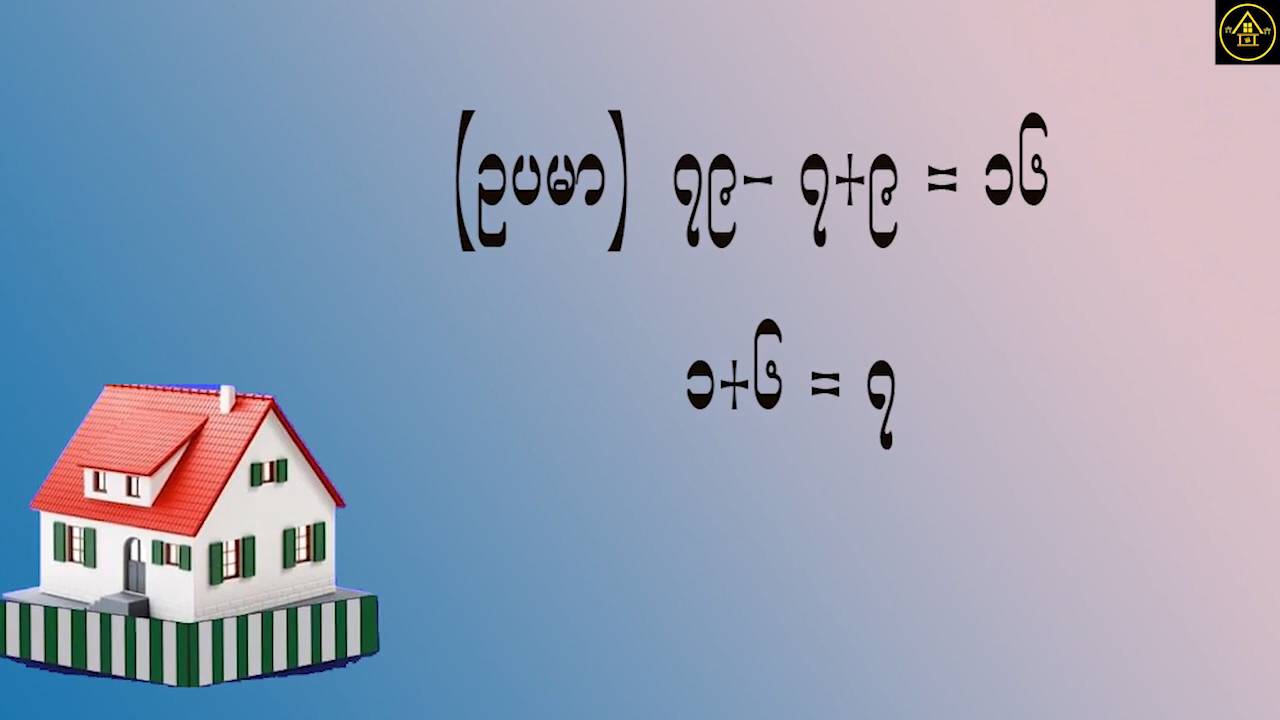 (ဥပမာ) ၇၉- ၇+၉ = ၁၆
၁+၆ = ၇